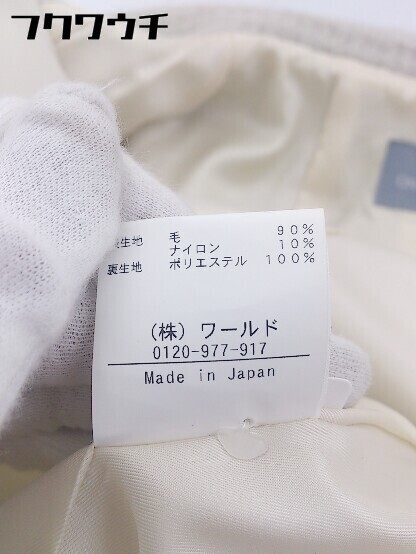 フクワウチ
表生地 毛 90%
ナイロン 10%
裏生地 ポリエステル 100%
(株) ワールド
0120-977-917
Made in Japan